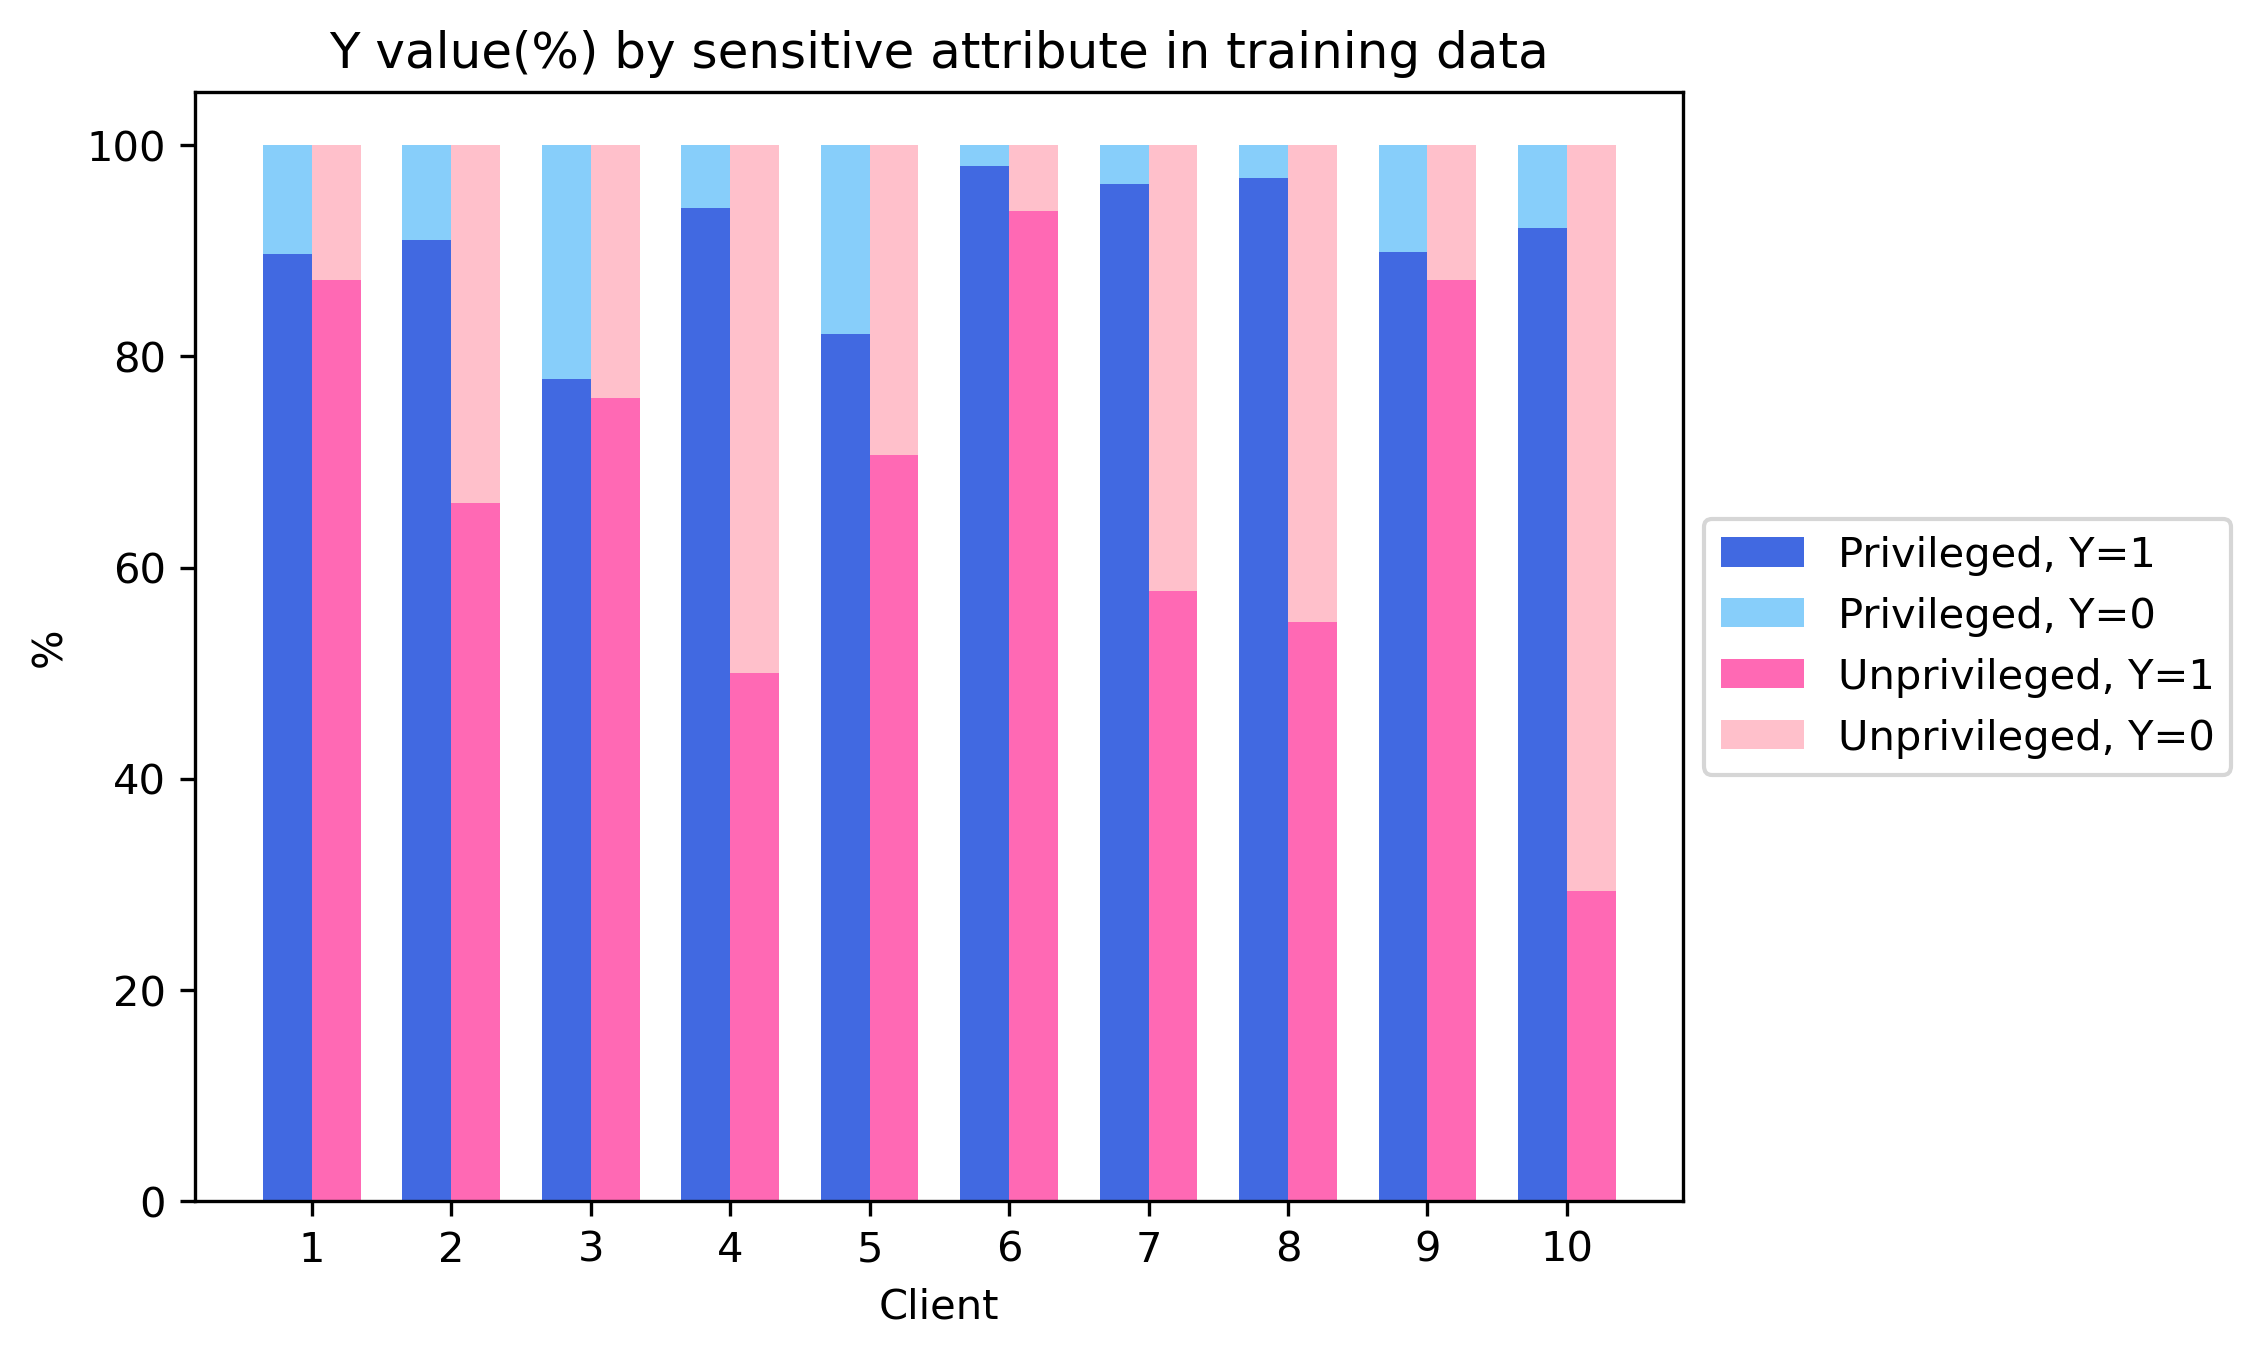 Y value(%) by sensitive attribute in training data
100
80
60
40
20
0
%
1 2 3 4 5 6 7 8 9 10
Client
Privileged, Y=1
Privileged, Y=0
Unprivileged, Y=1
Unprivileged, Y=0